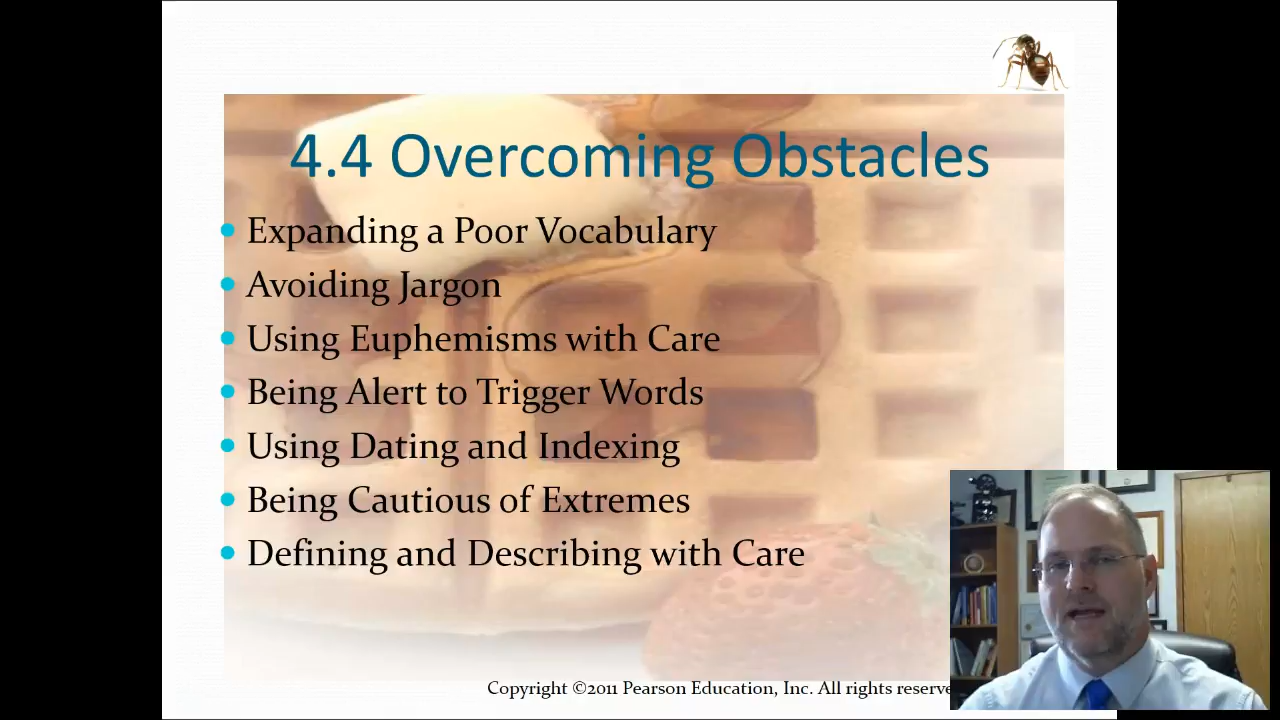 4.4 Overcoming Obstacles
Expanding a Poor Vocabulary
Avoiding Jargon
Using Euphemisms with Care
Being Alert to Trigger Words
Using Dating and Indexing
Being Cautious of Extremes
Defining and Describing with Care
Copyright ©2011 Pearson Education, Inc. All rights reserve